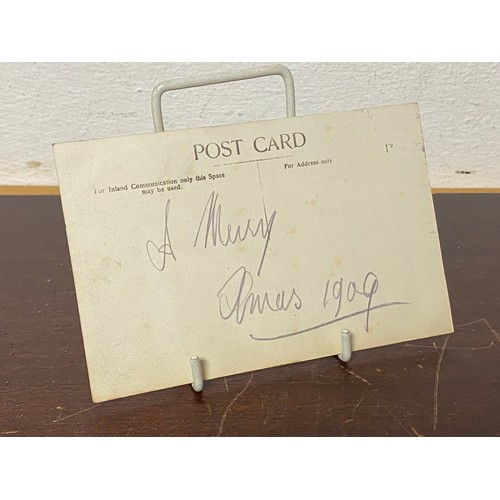 POST CARD
For Inland Communication only this Space
may be used.
For Address only
A Merry
Xmas 1909